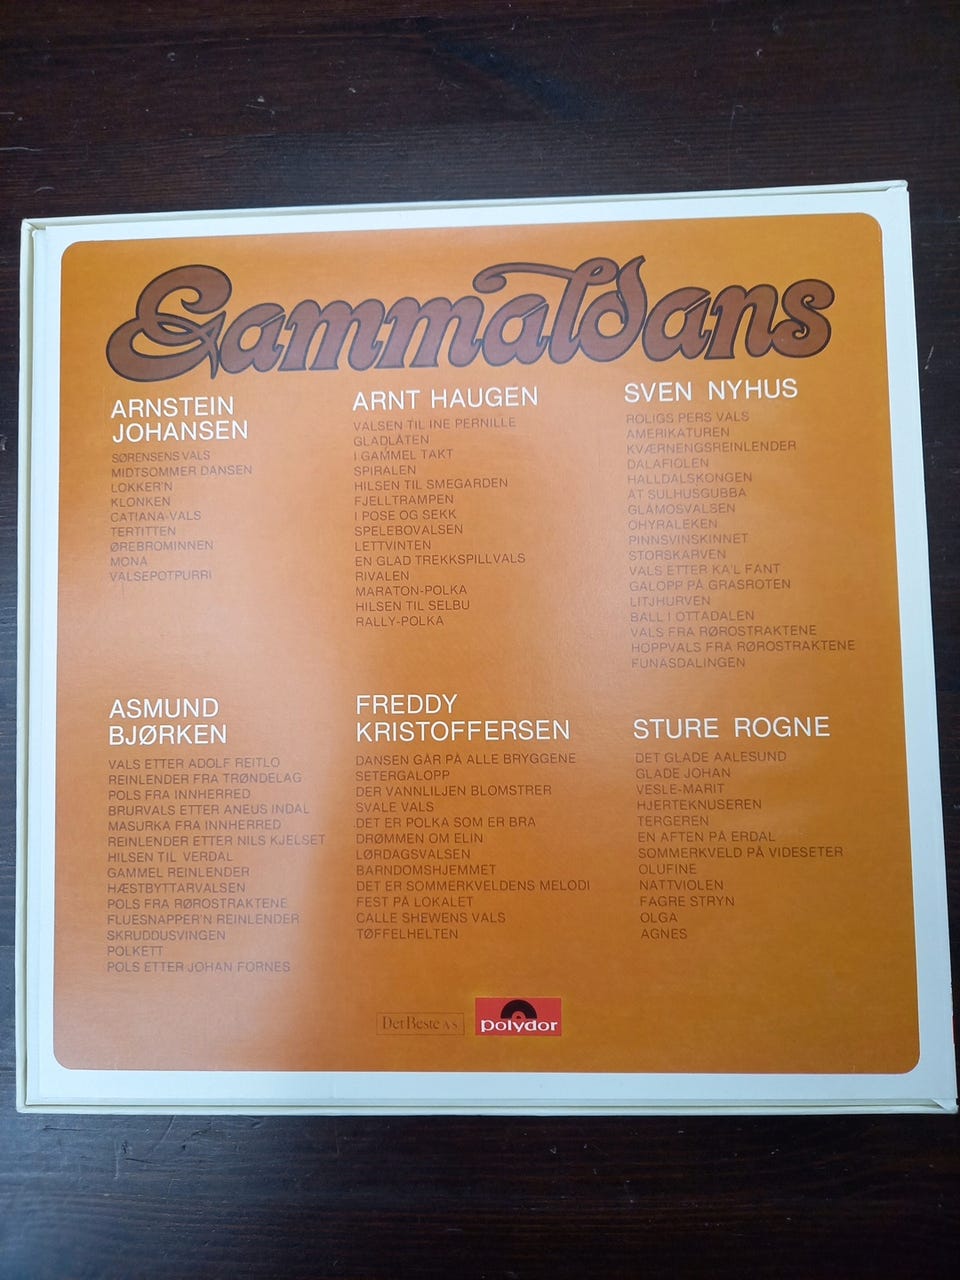 Gammaldans
ARNSTEIN
JOHANSEN
SØRENSENS VALS
MIDTSOMMER DANSEN
LOKKER'N
KLONKEN
CATIANA-VALS
TERTITTEN
ØREBROMINNEN
MONA
VALSEPOTPURRI
ARNT HAUGEN
VALSEN TIL INE PERNILLE
GLADLÅTEN
I GAMMEL TAKT
SPIRALEN
HILSEN TIL SMEGARDEN
FJELLTRAMPEN
I POSE OG SEKK
SPELEBOVALSEN
LETTVINTEN
EN GLAD TREKKSPILLVALS
RIVALEN
MARATON-POLKA
HILSEN TIL SELBU
RALLY-POLKA
SVEN NYHUS
ROLIGS PERS VALS
AMERIKATUREN
KVÆRNENGSREINLENDER
DALAFIOLEN
HALLDALSKONGEN
AT SULHUSGUBBA
GLÅMOSVALSEN
OHYRALEKEN
PINNSVINSKINNET
STORSKARVEN
VALS ETTER KA'L FANT
GALOPP PÅ GRASROTEN
LITJHURVEN
BALL I OTTADALEN
VALS FRA RØROSTRAKTENE
HOPPVALS FRA RØROSTRAKTENE
FUNASDALINGEN
ASMUND
BJØRKEN
VALS ETTER ADOLF REITLO
REINLENDER FRA TRØNDELAG
POLS FRA INNHERRED
BRURVALS ETTER ANEUS INDAL
MASURKA FRA INNHERRED
REINLENDER ETTER NILS KJELSET
HILSEN TIL VERDAL
GAMMEL REINLENDER
HÆSTBYTTARVALSEN
POLS FRA RØROSTRAKTENE
FLUESNAPPER'N REINLENDER
SKRUDDUSVINGEN
POLKETT
POLS ETTER JOHAN FORNES
FREDDY
KRISTOFFERSEN
DANSEN GÅR PÅ ALLE BRYGGENE
SETERGALOPP
DER VANNLILJEN BLOMSTRER
SVALE VALS
DET ER POLKA SOM ER BRA
DRØMMEN OM ELIN
LØRDAGSVALSEN
BARNDOMSHJEMMET
DET ER SOMMERKVELDENS MELODI
FEST PÅ LOKALET
CALLE SHEWENS VALS
TØFFELHELTEN
STURE ROGNE
DET GLADE AALESUND
GLADE JOHAN
VESLE-MARIT
HJERTEKNUSEREN
TERGEREN
EN AFTEN PÅ ERDAL
SOMMERKVELD PÅ VIDESETER
OLUFINE
NATTVIOLEN
FAGRE STRYN
OLGA
AGNES
Det Beste A.S
polydor